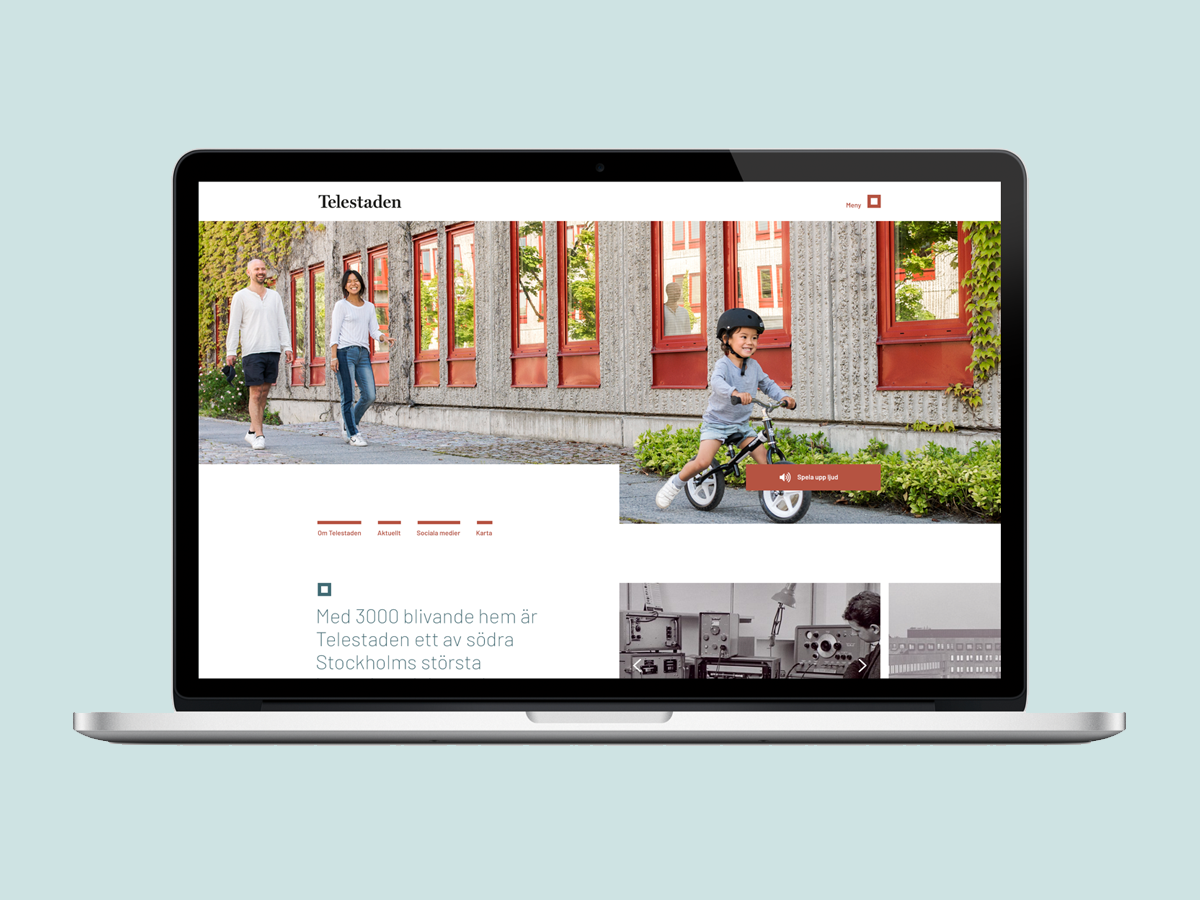 Telestaden
Meny
Spela upp ljud
Om Telestaden Aktuellt Sociala medier Karta
Med 3000 blivande hem är
Telestaden ett av södra
Stockholms största